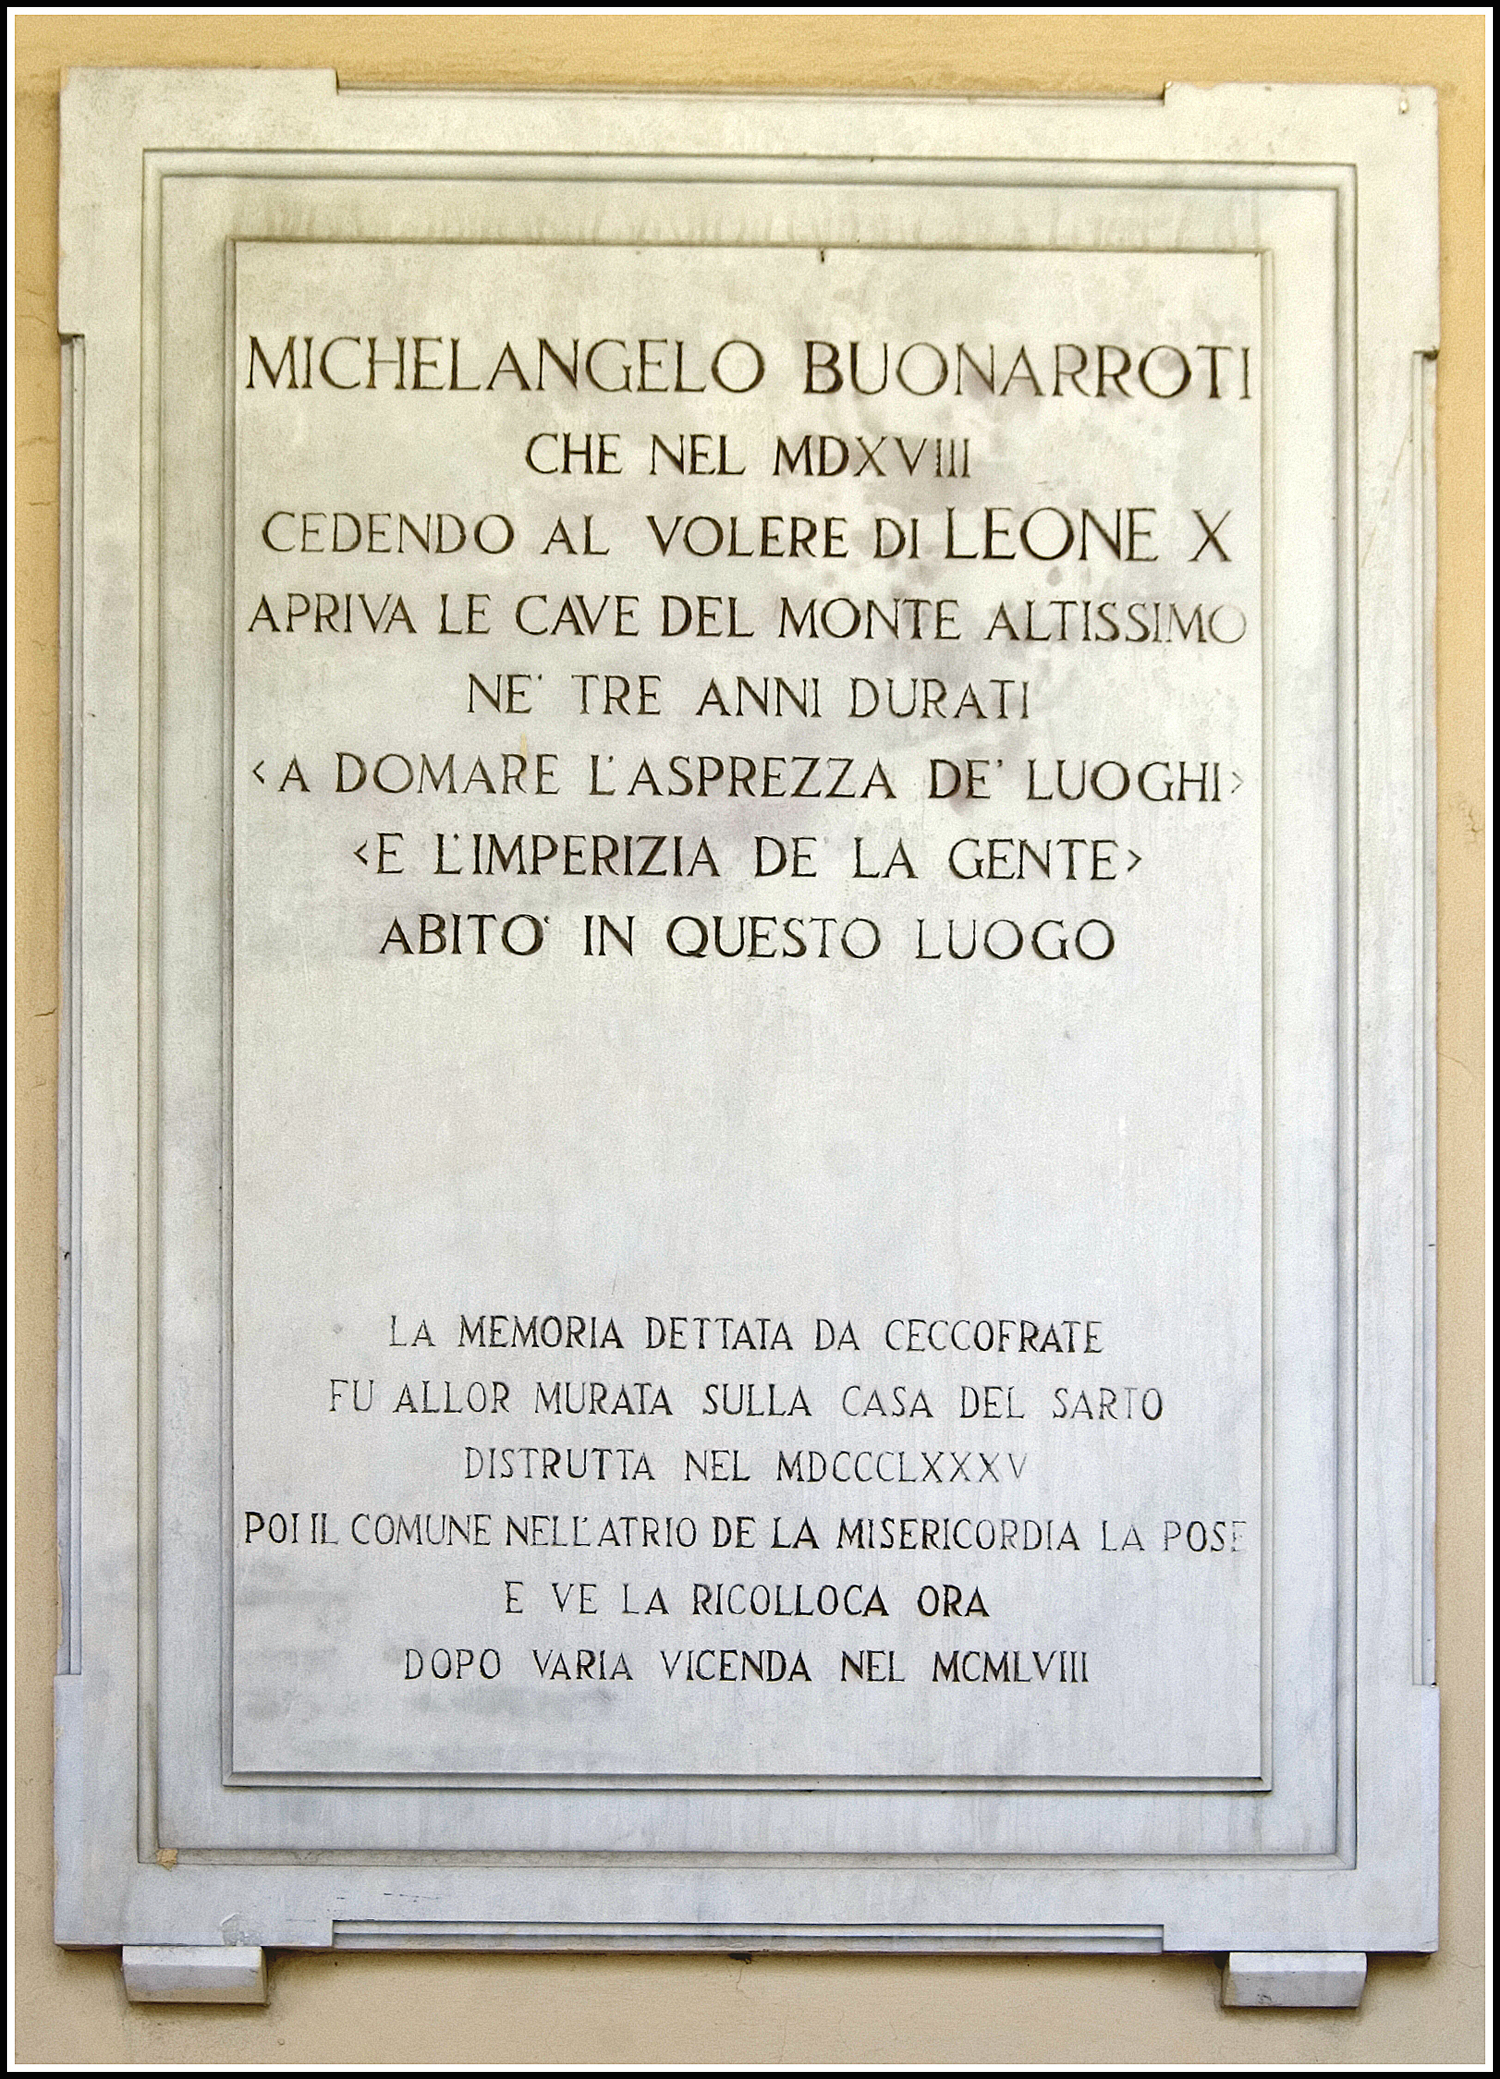 MICHELANGELO BUONARROTI
CHE NEL MDXVIII
CEDENDO AL VOLERE DI LEONE X
APRIVA LE CAVE DEL MONTE ALTISSIMO
NE' TRE ANNI DURATI
<A DOMARE L'ASPREZZA DE' LUOGHI>
<E L'IMPERIZIA DE LA GENTE>
ABITO' IN QUESTO LUOGO
LA MEMORIA DETTATA DA CECCOFRATE
FU ALLOR MURATA SULLA CASA DEL SARTO
DISTRUTTA NEL MDCCCLXXXV
POI IL COMUNE NELL'ATRIO DE LA MISERICORDIA LA POSE
E VE LA RICOLLOCA ORA
DOPO VARIA VICENDA NEL MCMLVIII